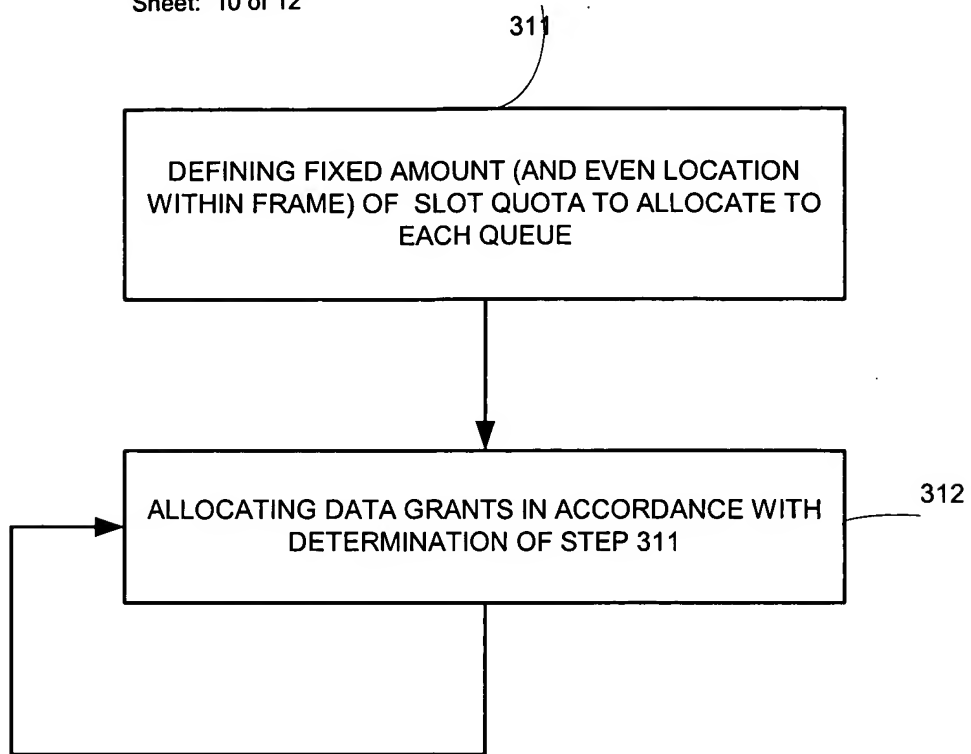 Sheet: 10 of 12
311
DEFINING FIXED AMOUNT (AND EVEN LOCATION
WITHIN FRAME) OF SLOT QUOTA TO ALLOCATE TO
EACH QUEUE
ALLOCATING DATA GRANTS IN ACCORDANCE WITH
DETERMINATION OF STEP 311
312